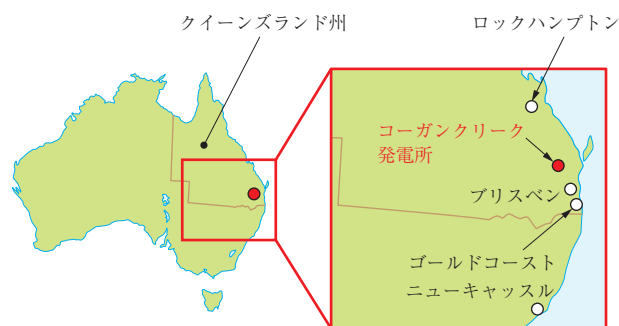 クイーンズランド州
ロックハンプトン
コーガンクリーク
発電所
ブリスベン
ゴールドコースト
ニューキャッスル